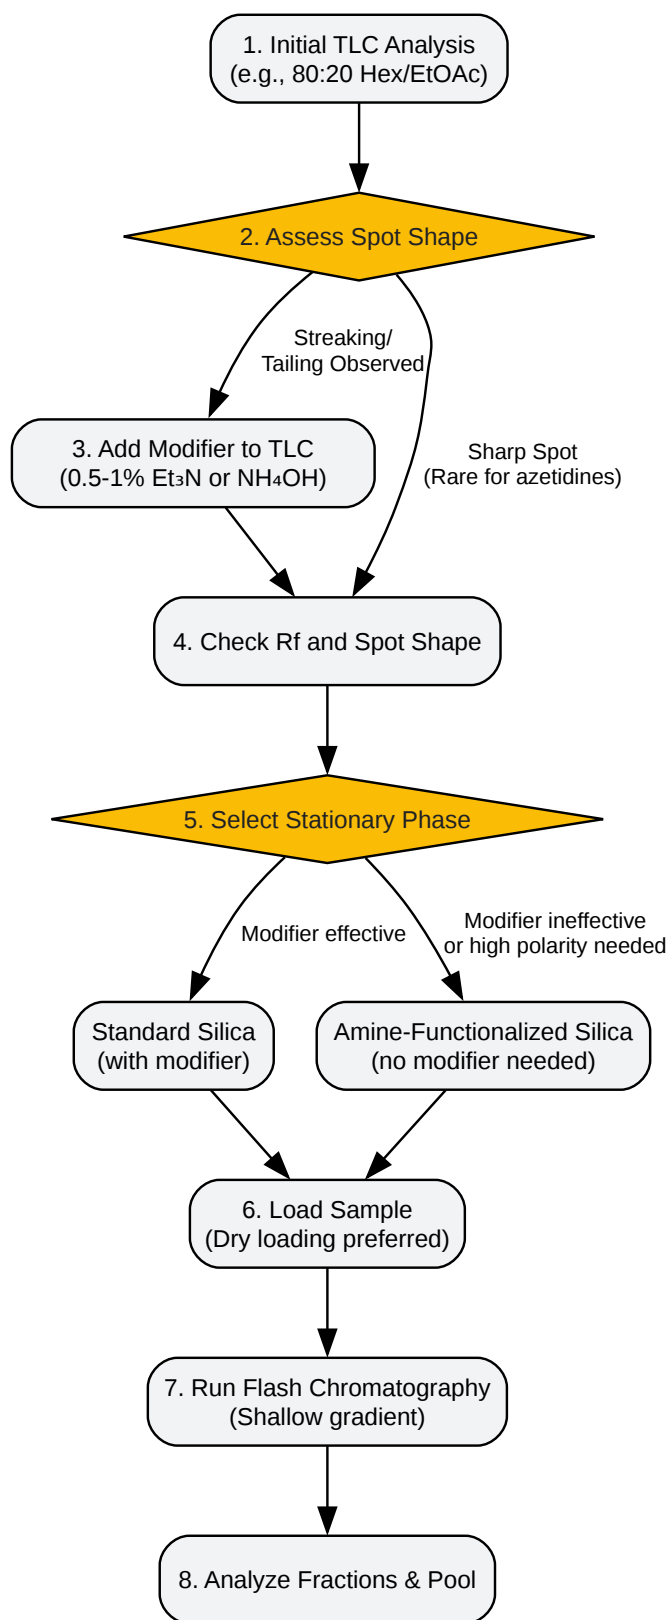 1. Initial TLC Analysis
(e.g., 80:20 Hex/EtOAc)
2. Assess Spot Shape
Streaking/
Tailing Observed
3. Add Modifier to TLC
(0.5-1% Et₃N or NH₄OH)
Sharp Spot
(Rare for azetidines)
4. Check Rf and Spot Shape
5. Select Stationary Phase
Modifier effective
Modifier ineffective
or high polarity needed
Standard Silica
(with modifier)
Amine-Functionalized Silica
(no modifier needed)
6. Load Sample
(Dry loading preferred)
7. Run Flash Chromatography
(Shallow gradient)
8. Analyze Fractions & Pool